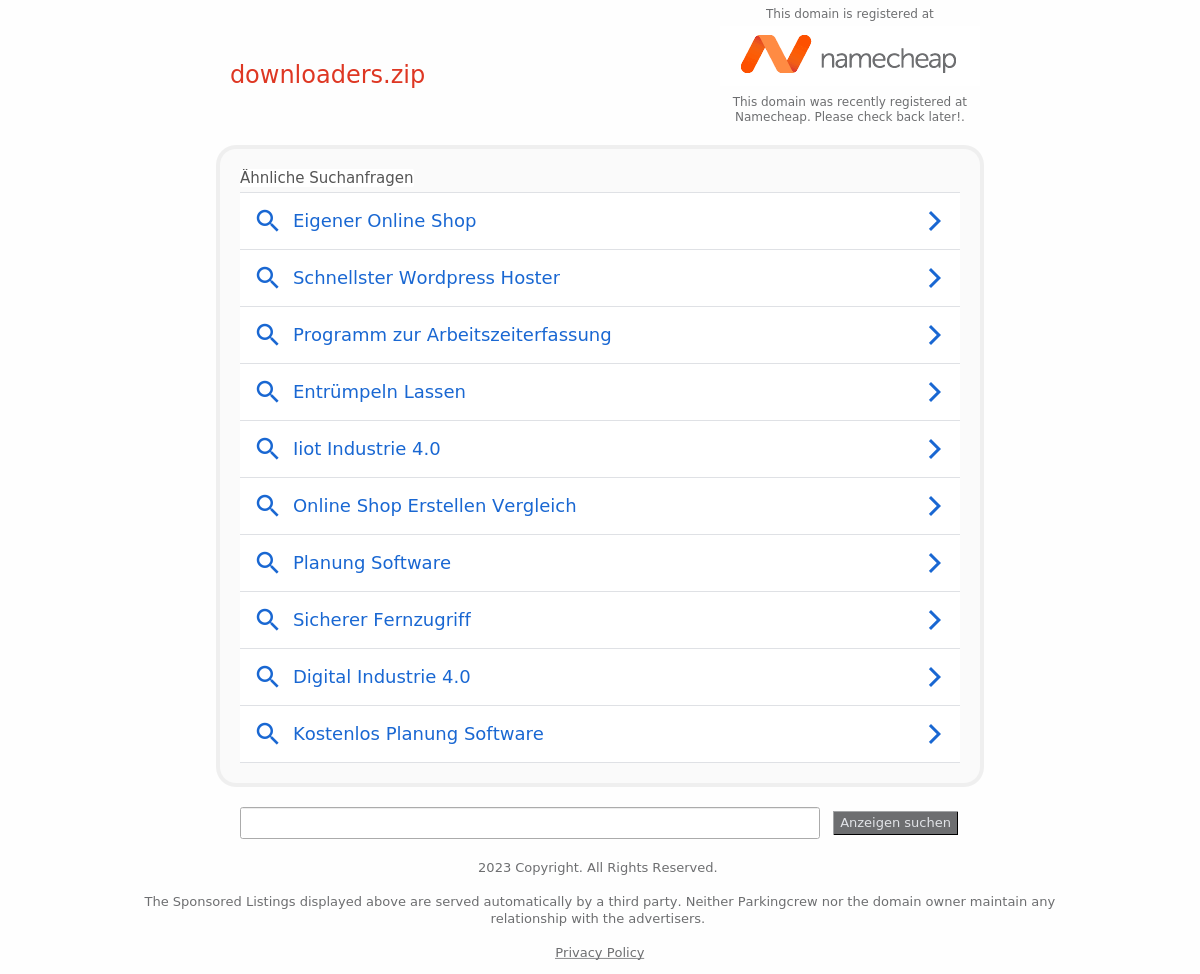 This domain is registered at
downloaders.zip
namecheap
This domain was recently registered at
Namecheap. Please check back later!.
Ähnliche Suchanfragen
Eigener Online Shop
Schnellster Wordpress Hoster
Programm zur Arbeitszeiterfassung
Entrümpeln Lassen
Iiot Industrie 4.0
Online Shop Erstellen Vergleich
Planung Software
Sicherer Fernzugriff
Digital Industrie 4.0
Kostenlos Planung Software
Anzeigen suchen
2023 Copyright. All Rights Reserved.
The Sponsored Listings displayed above are served automatically by a third party. Neither Parkingcrew nor the domain owner maintain any
relationship with the advertisers.
Privacy Policy